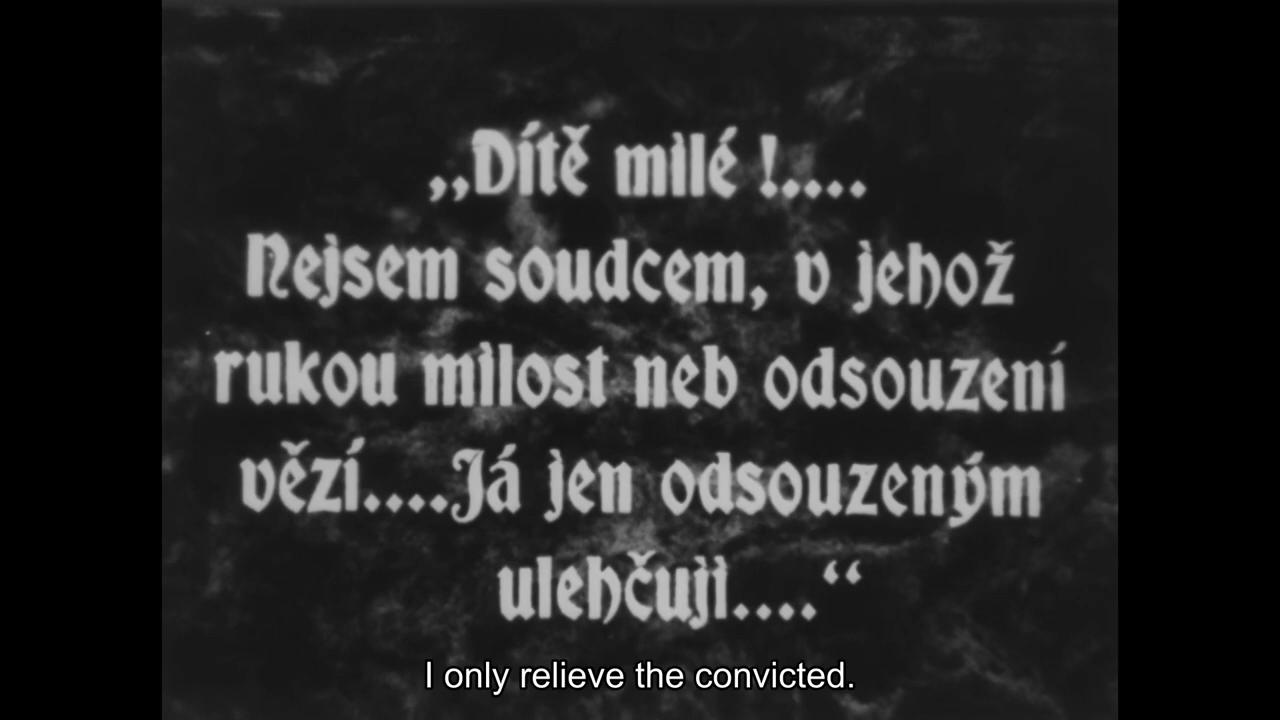 „Dítě milé !....
Nejsem soudcem, v jehož
rukou milost neb odsouzení
vězí....Já jen odsouzeným
ulehčuji....“
I only relieve the convicted.